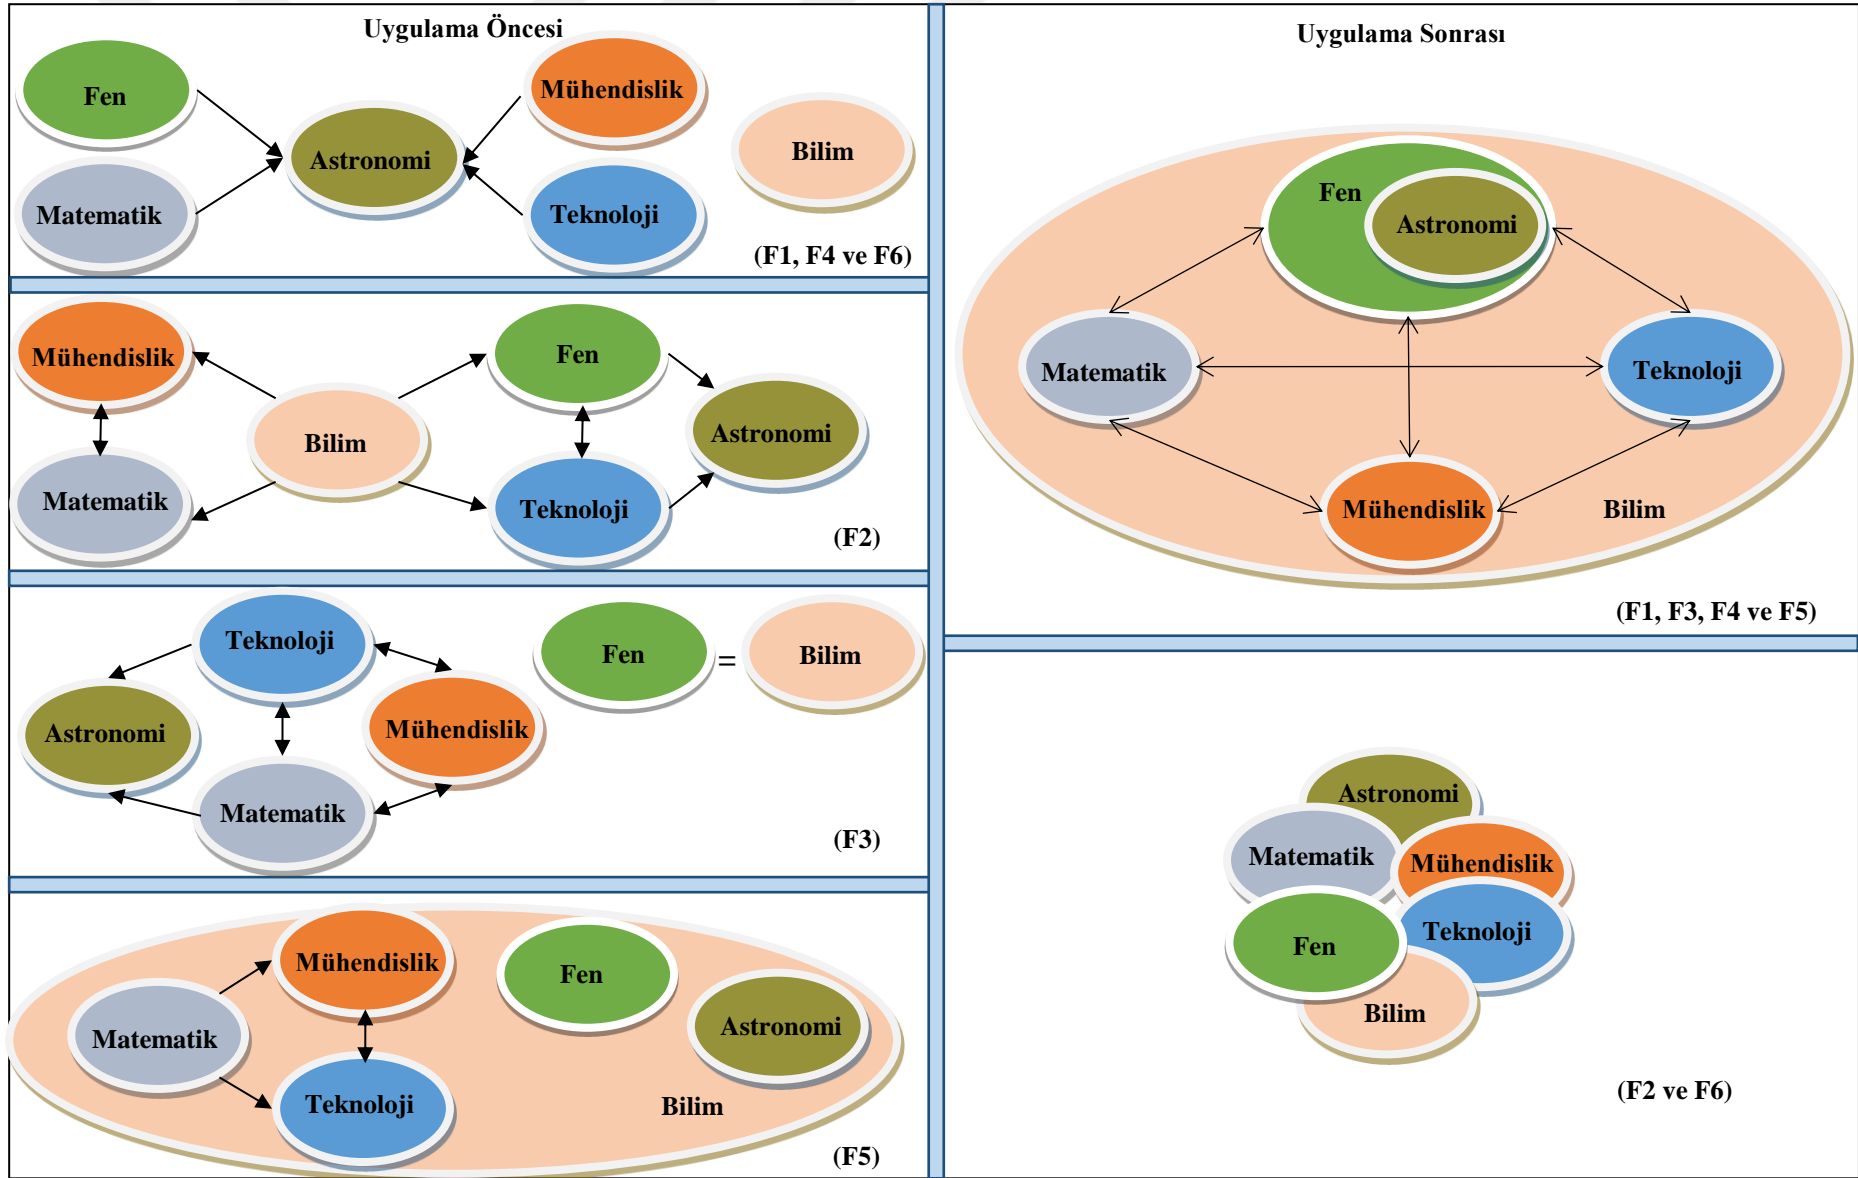 Uygulama Öncesi
Fen
Mühendislik
Astronomi
Bilim
Matematik
Teknoloji
(F1, F4 ve F6)
Mühendislik
Fen
Bilim
Astronomi
Matematik
Teknoloji
(F2)
Teknoloji
Fen
=
Bilim
Astronomi
Mühendislik
Matematik
(F3)
Mühendislik
Fen
Matematik
Astronomi
Teknoloji
Bilim
(F5)
Uygulama Sonrası
Fen
Astronomi
Matematik
Teknoloji
Mühendislik
Bilim
(F1, F3, F4 ve F5)
Astronomi
Matematik
Mühendislik
Teknoloji
Fen
Bilim
(F2 ve F6)